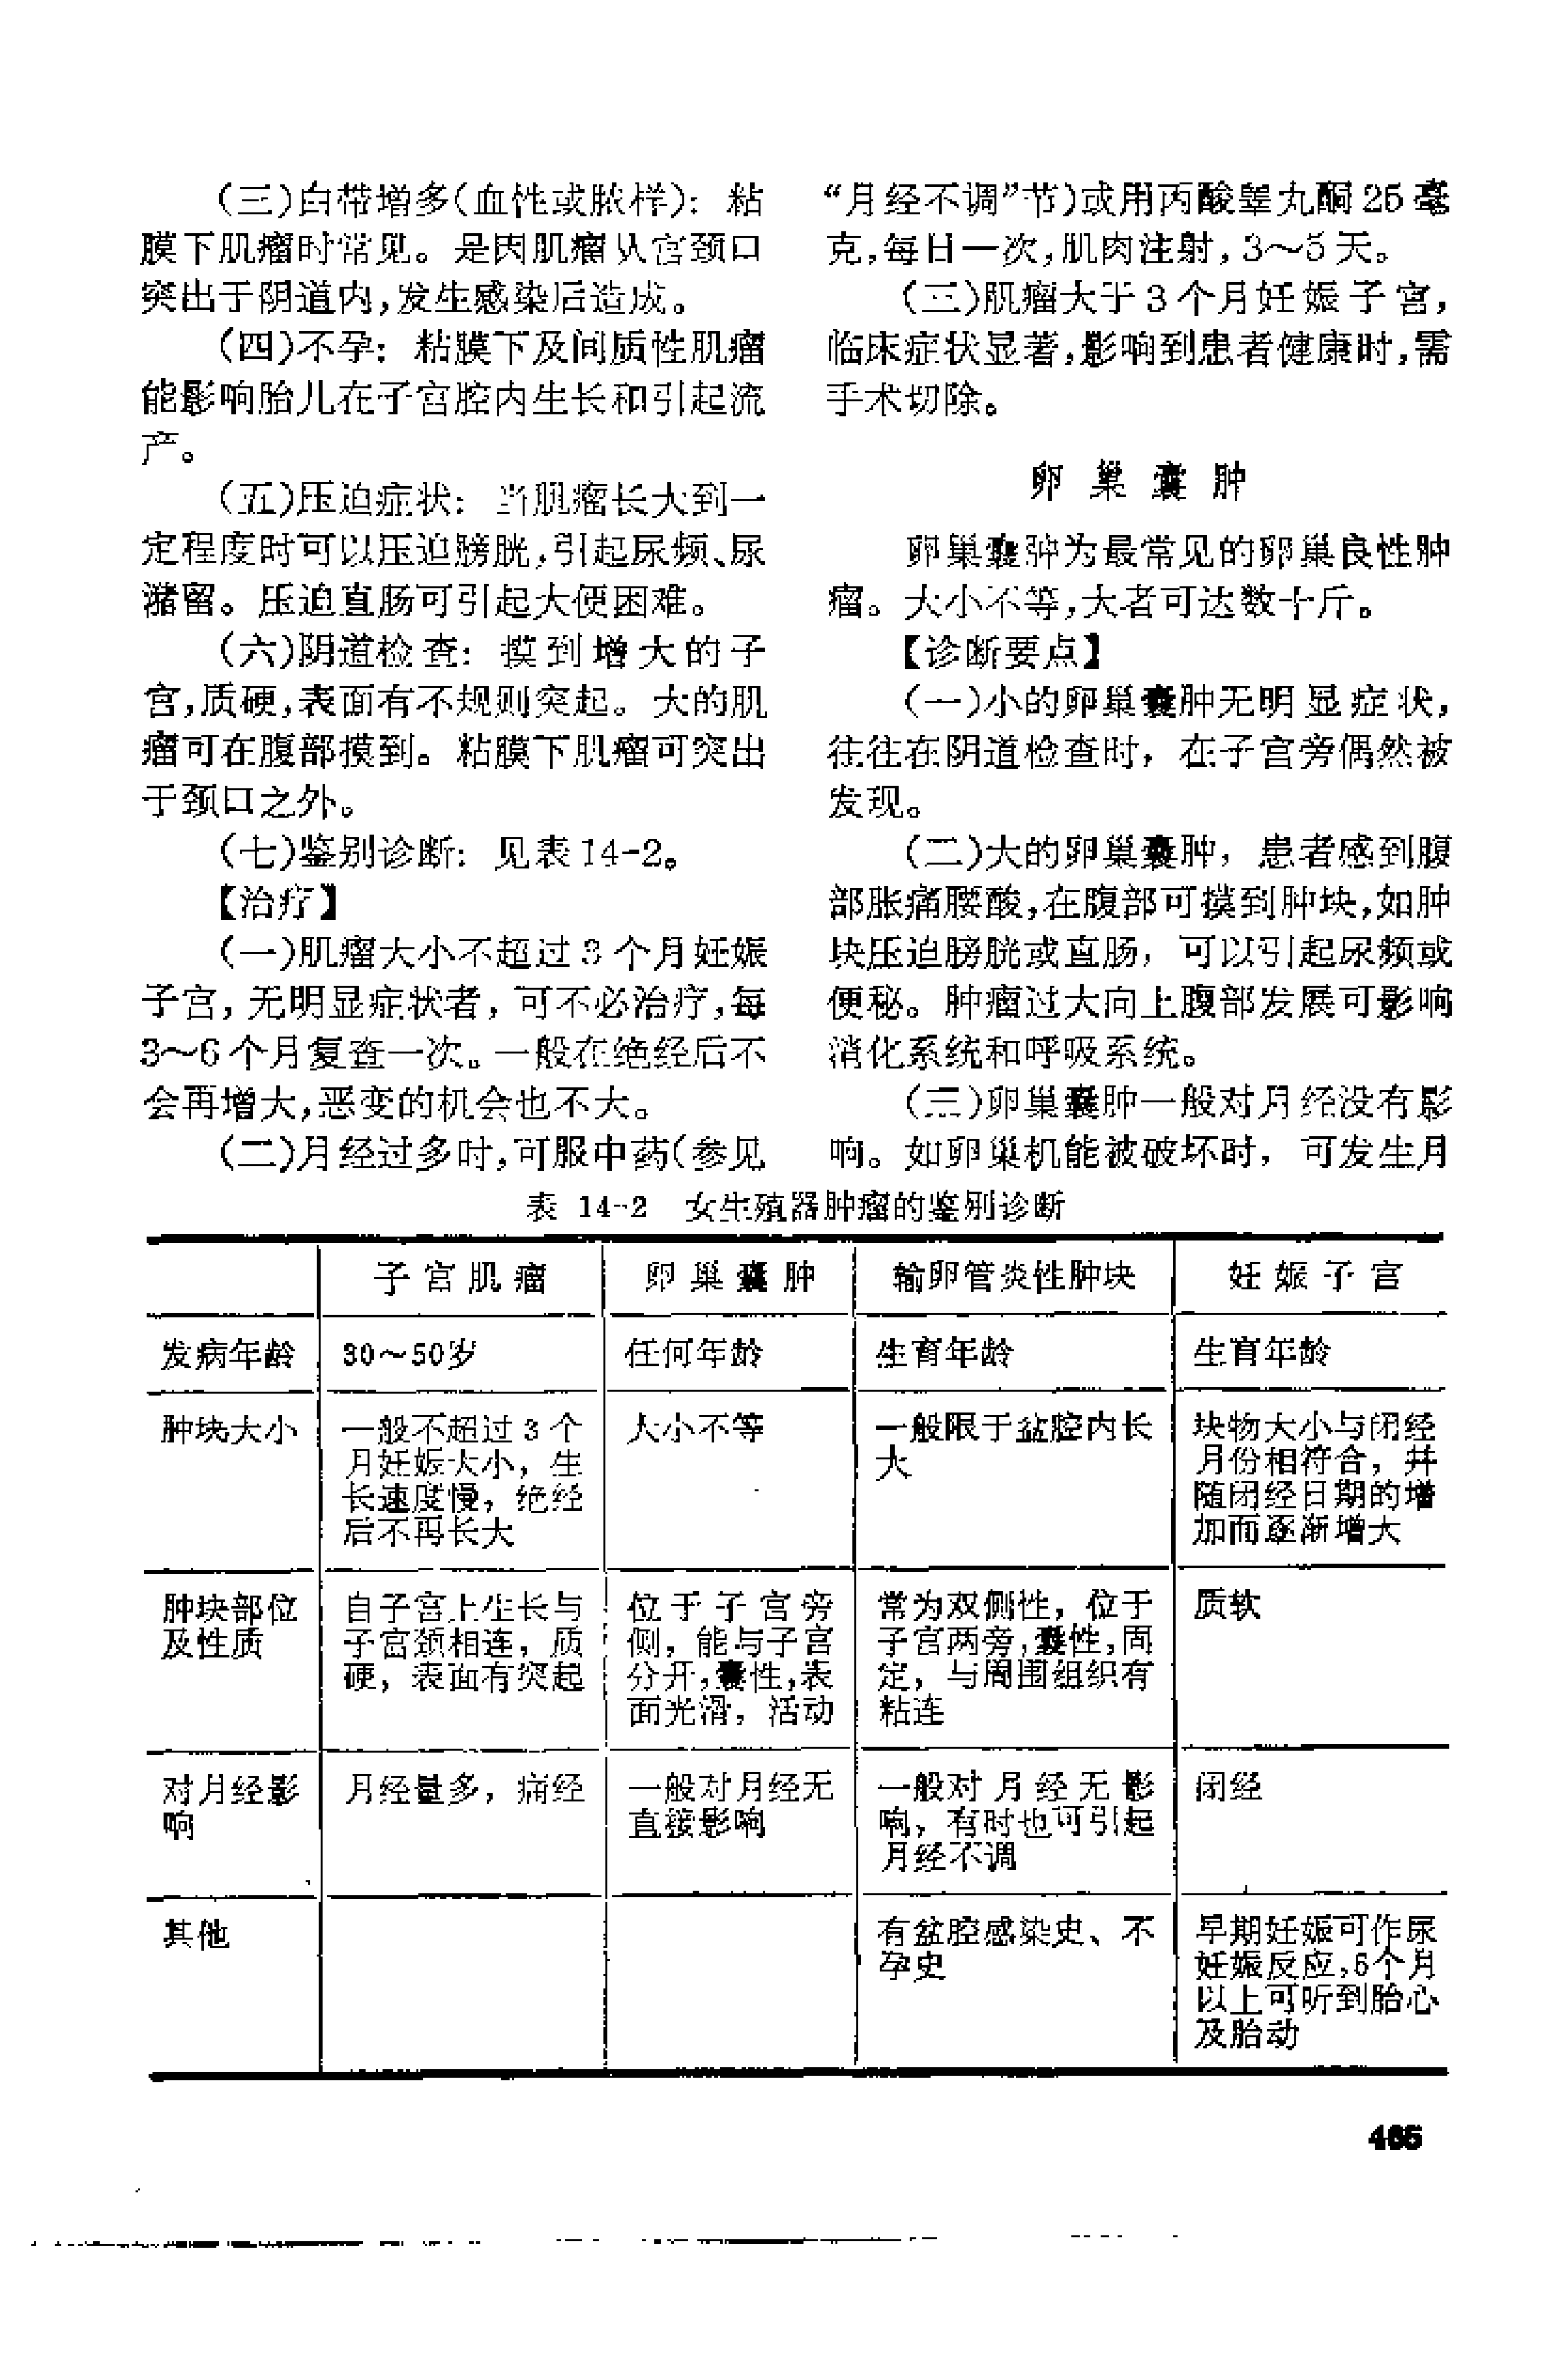 (三)白带增多(血性或脓样)：粘
膜下肌瘤时常见。是因肌瘤从宫颈口
突出于阴道内,发生感染后造成。
(四)不孕：粘膜下及间质性肌瘤
能影响胎儿在子宫腔内生长和引起流
产。
(五)压迫症状：当肌瘤长大到一
定程度时可以压迫膀胱,引起尿频、尿
潴留。压迫直肠可引起大便困难。
(六)阴道检查：摸到增大的子
宫,质硬,表面有不规则突起。大的肌
瘤可在腹部摸到。粘膜下肌瘤可突出
于颈口之外。
(七)鉴别诊断：见表14-2。
【治疗】
(一)肌瘤大小不超过3个月妊娠
子宫,无明显症状者,可不必治疗,每
3～6个月复查一次。一般在绝经后不
会再增大,恶变的机会也不大。
(二)月经过多时,可服中药(参见
“月经不调”节)或用丙酸睾丸酮25毫
克,每日一次,肌肉注射,3～5天。
(三)肌瘤大于3个月妊娠子宫,
临床症状显著,影响到患者健康时,需
手术切除。
卵巢囊肿
卵巢囊肿为最常见的卵巢良性肿
瘤。大小不等,大者可达数十斤。
【诊断要点】
(一)小的卵巢囊肿无明显症状,
往往在阴道检查时，在子宫旁偶然被
发现。
(二)大的卵巢囊肿，患者感到腹
部胀痛腰酸,在腹部可摸到肿块,如肿
块压迫膀胱或直肠，可以引起尿频或
便秘。肿瘤过大向上腹部发展可影响
消化系统和呼吸系统。
(三)卵巢囊肿一般对月经没有影
响。如卵巢机能被破坏时，可发生月
表 14-2 女生殖器肿瘤的鉴别诊断
子宫肌瘤 卵巢囊肿 输卵管炎性肿块 妊娠子宫
发病年龄 30～50岁 任何年龄 生育年龄 生育年龄
肿块大小 一般不超过3个 大小不等 一般限于盆腔内长 块物大小与闭经
月妊娠大小，生 大 月份相符合，并
长速度慢，绝经 随闭经日期的增
后不再长大 加而逐渐增大
肿块部位 自子宫上生长与 位于子宫旁 常为双侧性，位于 质软
及性质 子宫颈相连，质 侧，能与子宫 子宫两旁,囊性,固
硬，表面有突起 分开,囊性,表 定，与周围组织有
面光滑，活动 粘连
对月经影 月经量多，痛经 一般对月经无 一般对月经无影 闭经
响 直接影响 响，有时也可引起
月经不调
其他 有盆腔感染史、不 早期妊娠可作尿
孕史 妊娠反应,5个月
以上可听到胎心
及胎动
465